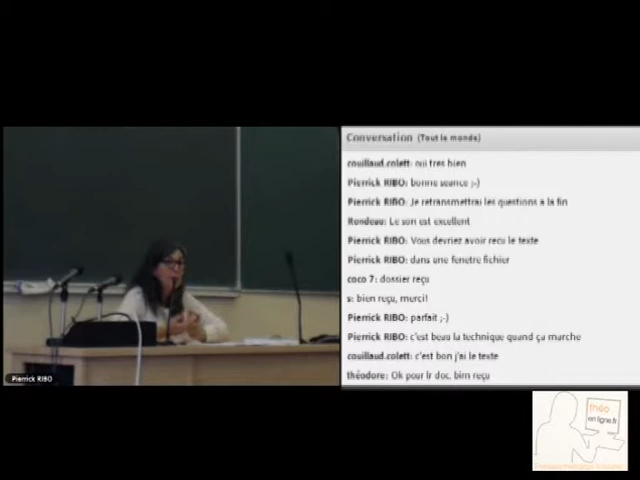 Conversation (Tout le monde)
couillaud.colett: oui tres bien
Pierrick RIBO: bonne seance ;-)
Pierrick RIBO: Je retransmettrai les questions a la fin
Rondeau: Le son est excellent
Pierrick RIBO: Vous devriez avoir recu le texte
Pierrick RIBO: dans une fenetre fichier
coco 7: dossier reçu
s: bien reçu, merci!
Pierrick RIBO: parfait ;-)
Pierrick RIBO: c'est beau la technique quand ça marche
couillaud.colett: c'est bon j'ai le texte
théodore: Ok pour lr doc, birn reçu
Pierrick RIBO
théo
en ligne.fr